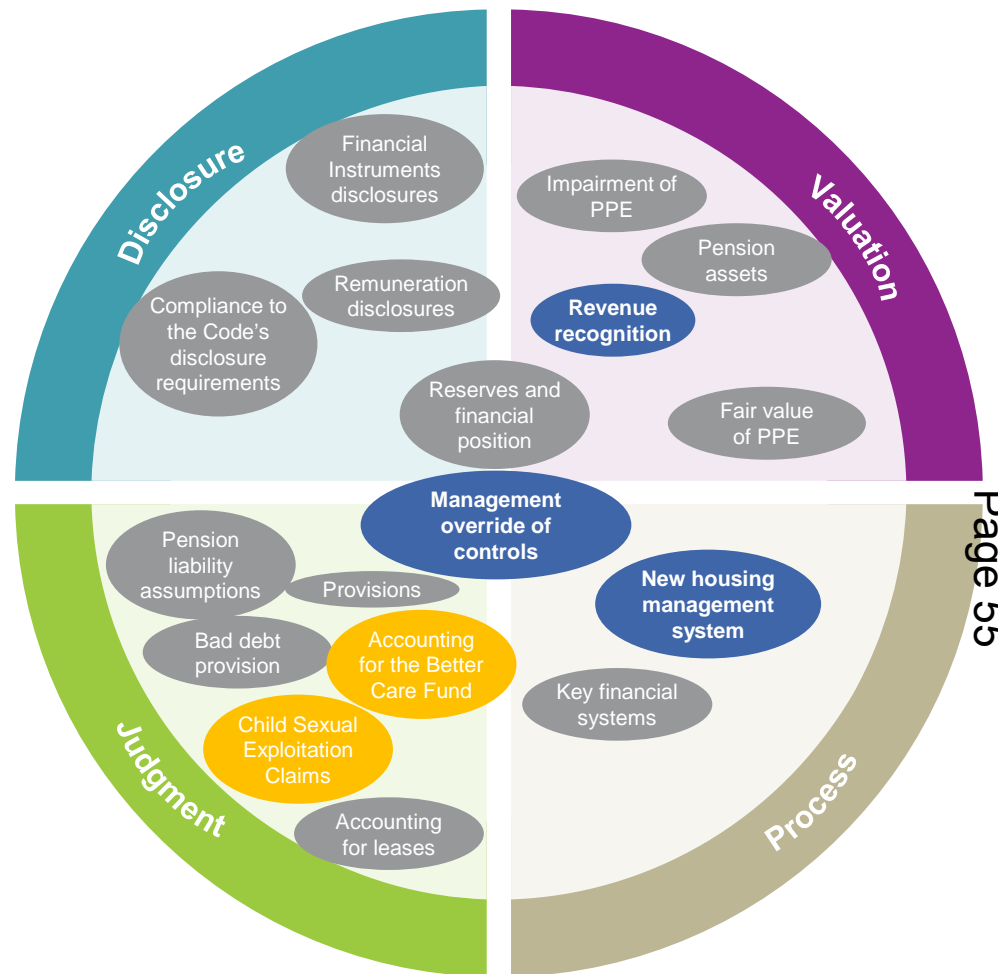 Disclosure
Financial
Instruments
disclosures
Remuneration
disclosures
Compliance to
the Code's
disclosure
requirements
Reserves and
financial
position
Valuation
Impairment of
PPE
Pension
assets
Revenue
recognition
Fair value
of PPE
Management
override of
controls
Judgment
Pension
liability
assumptions
Provisions
Bad debt
provision
Accounting
for the Better
Care Fund
Child Sexual
Exploitation
Claims
Accounting
for leases
Process
New housing
management
system
Key financial
systems
Page 55